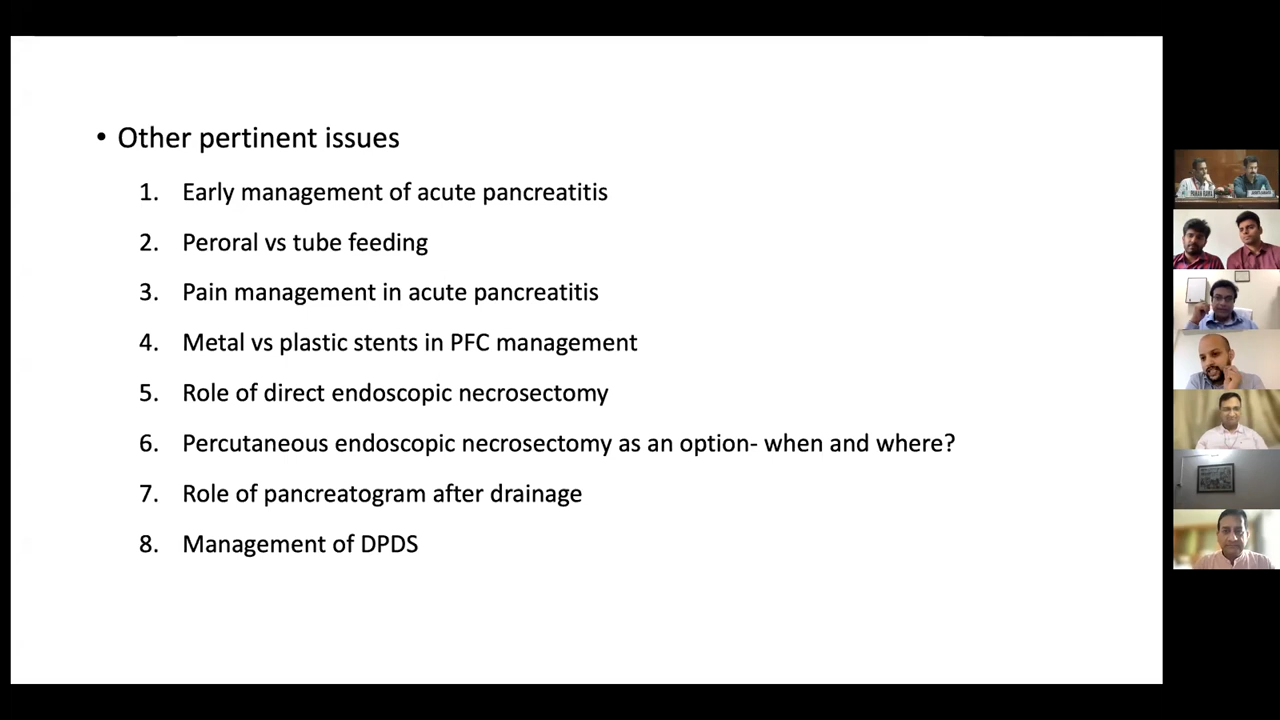 • Other pertinent issues
1. Early management of acute pancreatitis
2. Peroral vs tube feeding
3. Pain management in acute pancreatitis
4. Metal vs plastic stents in PFC management
5. Role of direct endoscopic necrosectomy
6. Percutaneous endoscopic necrosectomy as an option- when and where?
7. Role of pancreatogram after drainage
8. Management of DPDS